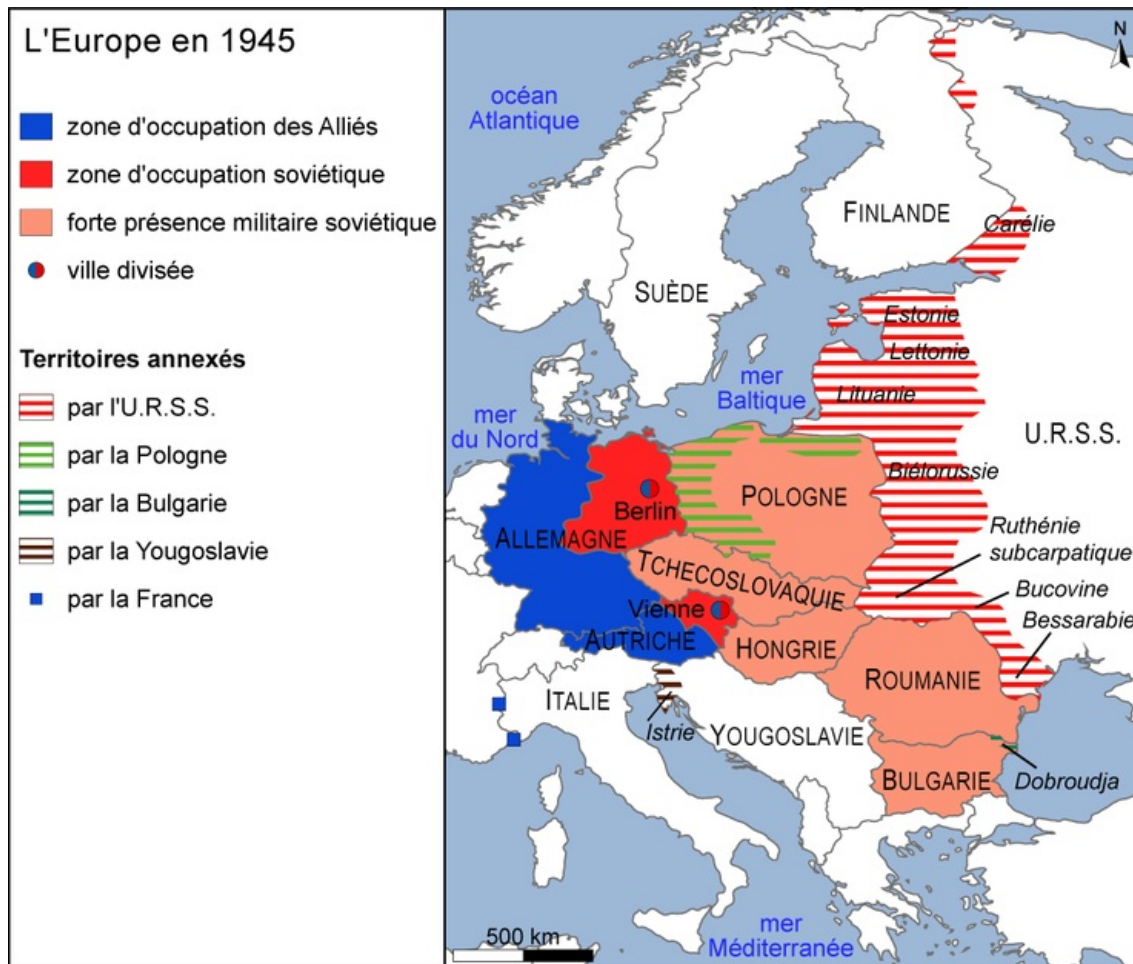 L'Europe en 1945
zone d'occupation des Alliés
zone d'occupation soviétique
forte présence militaire soviétique
ville divisée
Territoires annexés
par l'U.R.S.S.
par la Pologne
par la Bulgarie
par la Yougoslavie
par la France
N
océan
Atlantique
FINLANDE
Carélie
SUÈDE
Estonie
Lettonie
mer
Baltique
Lituanie
mer
du Nord
U.R.S.S.
Biélorussie
POLOGNE
Berlin
ALLEMAGNE
Ruthénie
subcarpatique
TCHECOSLOVAQUIE
Bucovine
Vienne
Bessarabie
AUTRICHE
HONGRIE
ROUMANIE
ITALIE
Istrie
YOUGOSLAVIE
BULGARIE
Dobroudja
mer
Méditerranée
500 km